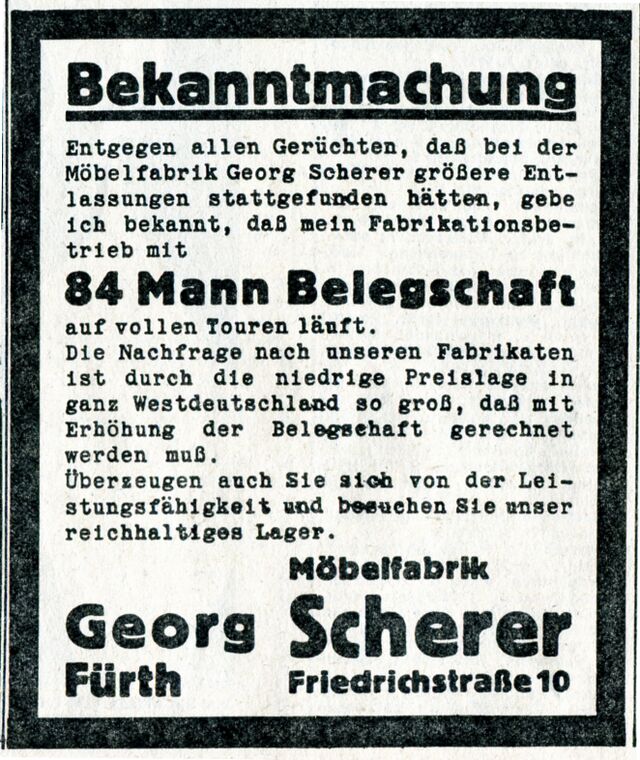 Bekanntmachung
Entgegen allen Gerüchten, daß bei der
Möbelfabrik Georg Scherer größere Ent-
lassungen stattgefunden hätten, gebe
ich bekannt, daß mein Fabrikationsbe-
trieb mit
84 Mann Belegschaft
auf vollen Touren läuft.
Die Nachfrage nach unseren Fabrikaten
ist durch die niedrige Preislage in
ganz Westdeutschland so groß, daß mit
Erhöhung der Belegschaft gerechnet
werden muß.
Überzeugen auch Sie sich von der Lei-
stungsfähigkeit und besuchen Sie unser
reichhaltiges Lager.
Möbelfabrik
Georg Scherer
Fürth Friedrichstraße 10